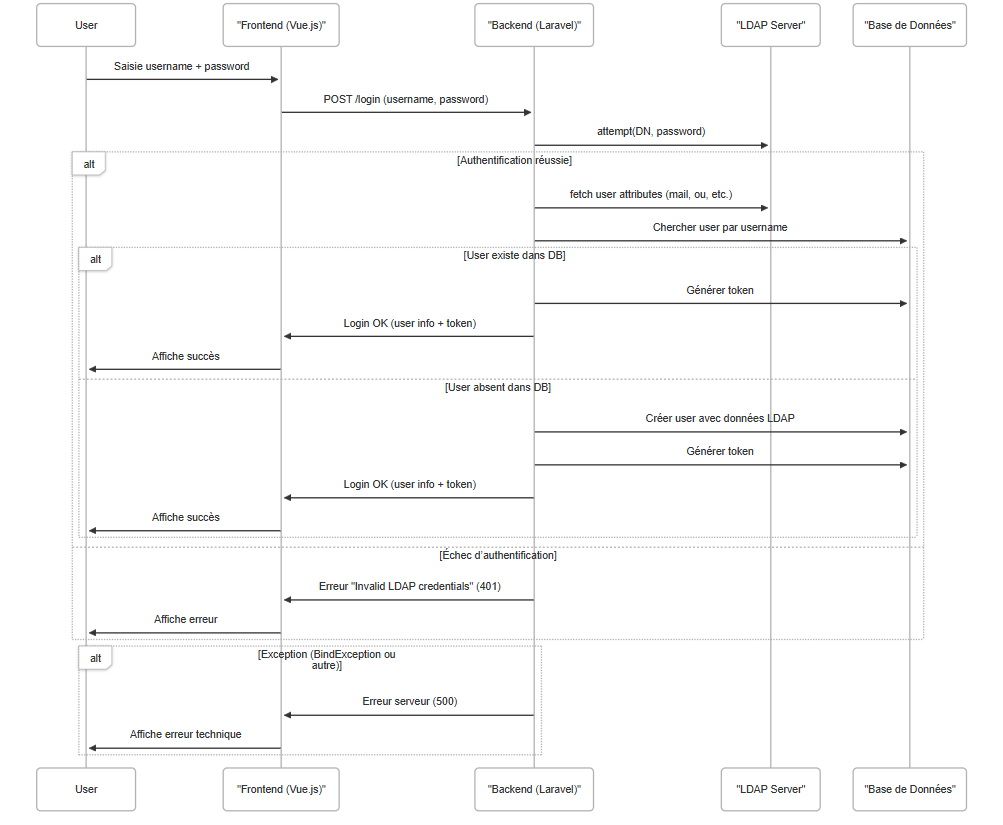 User
"Frontend (Vue.js)"
"Backend (Laravel)"
"LDAP Server"
"Base de Données"
Saisie username + password
POST /login (username, password)
attempt(DN, password)
alt
[Authentification réussie]
fetch user attributes (mail, ou, etc.)
Chercher user par username
alt
[User existe dans DB]
Générer token
Login OK (user info + token)
Affiche succès
[User absent dans DB]
Créer user avec données LDAP
Générer token
Login OK (user info + token)
Affiche succès
[Échec d'authentification]
Erreur "Invalid LDAP credentials" (401)
Affiche erreur
alt
[Exception (BindException ou
autre)]
Erreur serveur (500)
Affiche erreur technique
User
"Frontend (Vue.js)"
"Backend (Laravel)"
"LDAP Server"
"Base de Données"